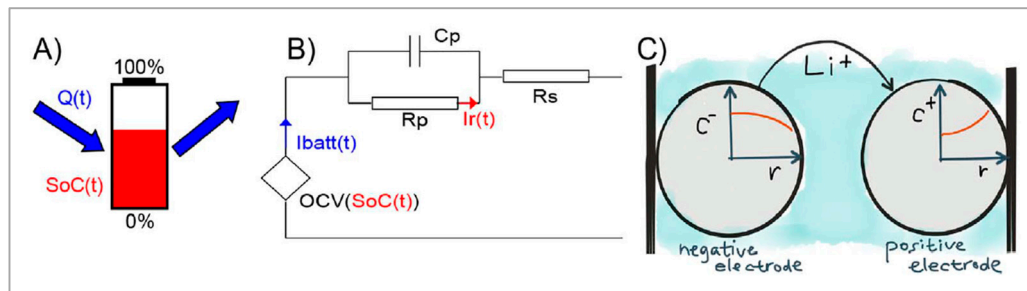 A)
100%
Q(t)
SoC(t)
0%
B)
Cp
Rp
Ir(t)
Rs
Ibatt(t)
OCV(SoC(t))
C)
Li+
C-
r
negative
electrode
C+
r
positive
electrode